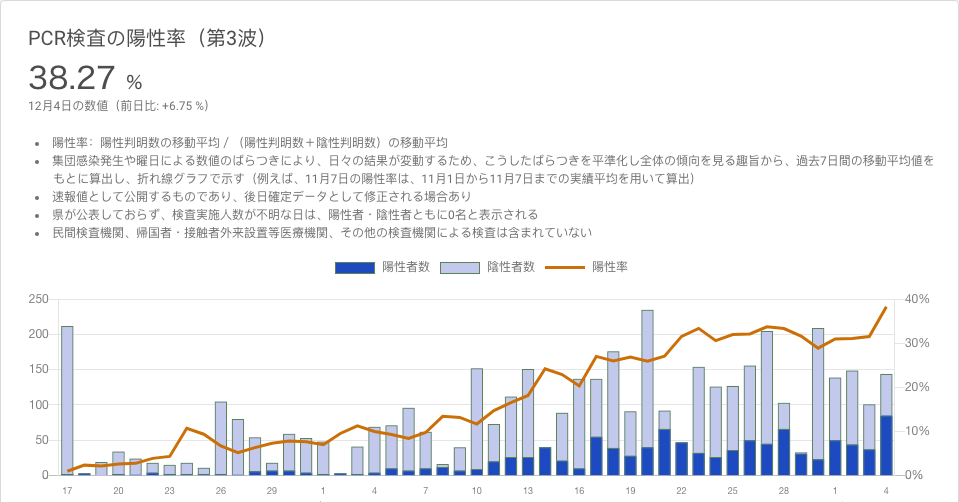 PCR検査の陽性率（第3波）
38.27 %
12月4日の数値（前日比: +6.75 %）
• 陽性率：陽性判明数の移動平均 / （陽性判明数＋陰性判明数）の移動平均
• 集団感染発生や曜日による数値のばらつきにより、日々の結果が変動するため、こうしたばらつきを平準化し全体の傾向を見る趣旨から、過去7日間の移動平均値を
もとに算出し、折れ線グラフで示す（例えば、11月7日の陽性率は、11月1日から11月7日までの実績平均を用いて算出）
• 速報値として公開するものであり、後日確定データとして修正される場合あり
• 県が公表しておらず、検査実施人数が不明な日は、陽性者・陰性者ともに0名と表示される
• 民間検査機関、帰国者・接触者外来設置等医療機関、その他の検査機関による検査は含まれていない
陽性者数 陰性者数 陽性率
250 40%
200
30%
150
20%
100
10%
50
0 0%
17 20 23 26 29 1 4 7 10 13 16 19 22 25 28 1 4